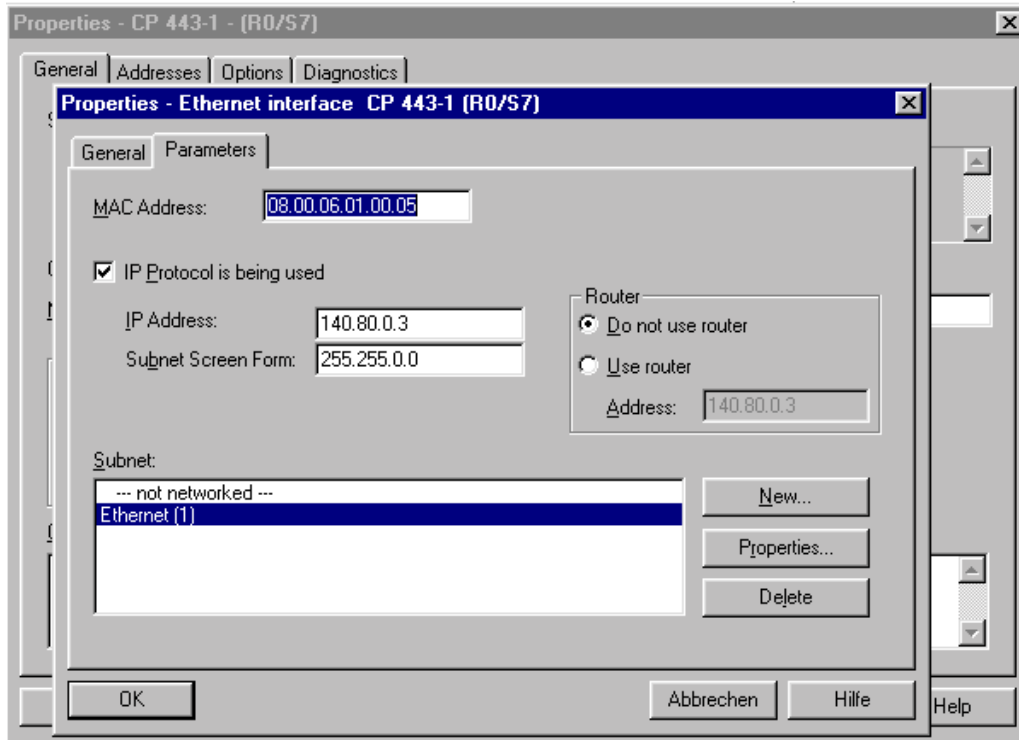 Properties - CP 443-1 - (R0/S7)
General Addresses Options Diagnostics
Properties - Ethernet interface CP 443-1 (R0/S7)
General Parameters
MAC Address: 08.00.06.01.00.05
IP Protocol is being used
IP Address: 140.80.0.3
Subnet Screen Form: 255.255.0.0
Router
Do not use router
Use router
Address: 140.80.0.3
Subnet:
--- not networked ---
Ethernet (1)
New...
Properties...
Delete
OK Abbrechen Hilfe
Help